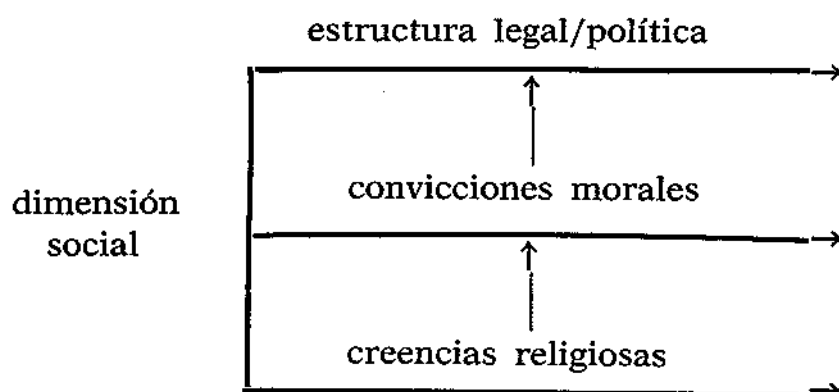 estructura legal/política
convicciones morales
dimensión
social
creencias religiosas